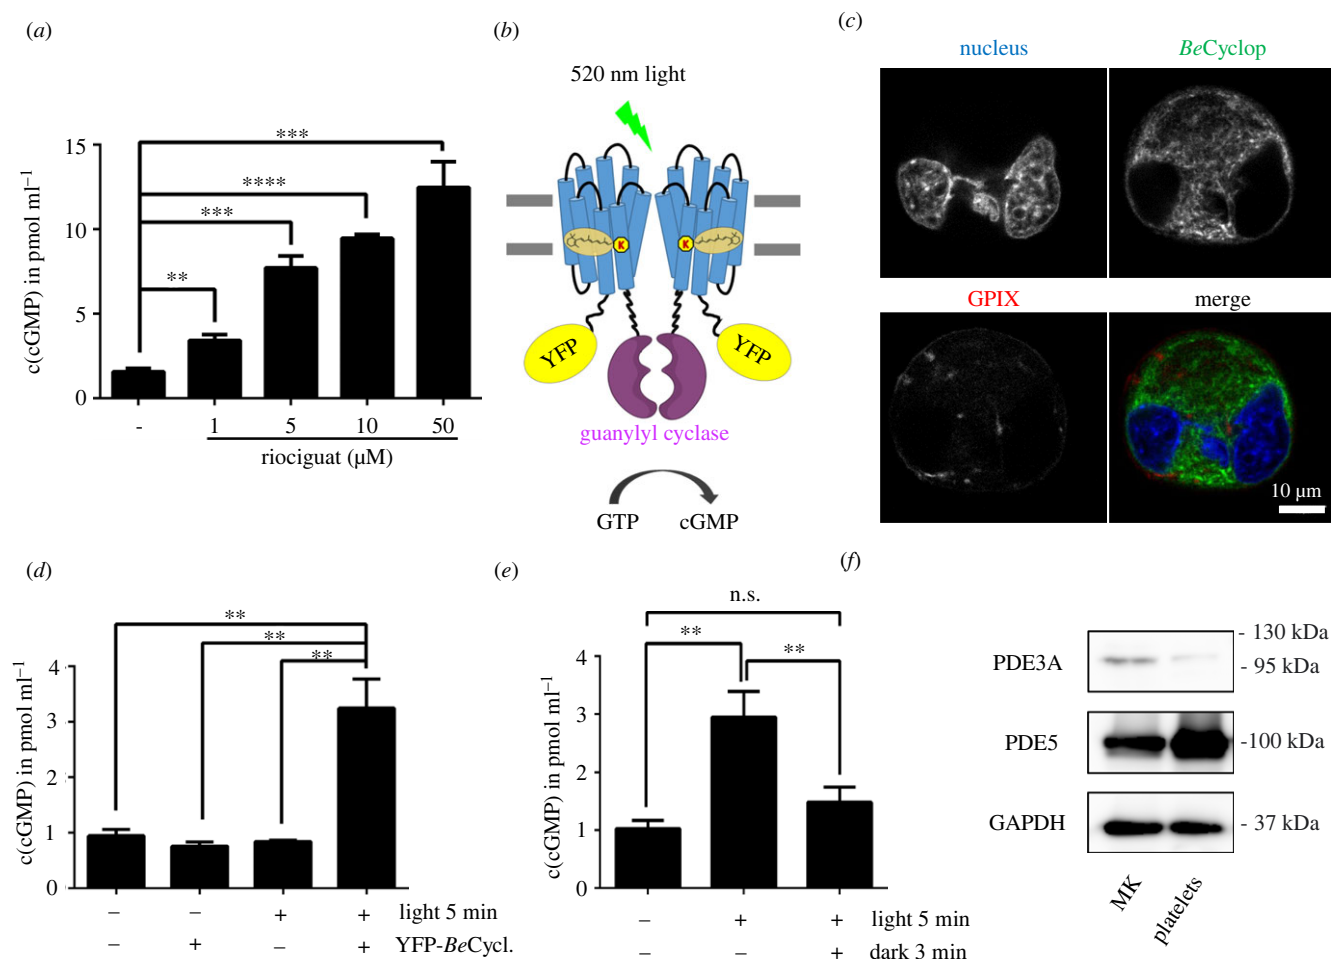 (a)
c(cGMP) in pmol ml⁻¹
15
10
5
0
***
****
***
**
- 1 5 10 50
riociguat (µM)
(b)
520 nm light
K K
YFP YFP
guanylyl cyclase
GTP cGMP
(c)
nucleus BeCyclop
GPIX merge
10 µm
(d)
c(cGMP) in pmol ml⁻¹
4
3
2
1
0
**
**
**
– – + + light 5 min
– + – + YFP-BeCycl.
(e)
c(cGMP) in pmol ml⁻¹
4
3
2
1
0
n.s.
** **
– + + light 5 min
– – + dark 3 min
(f)
PDE3A
- 130 kDa
- 95 kDa
PDE5 -100 kDa
GAPDH - 37 kDa
MK platelets